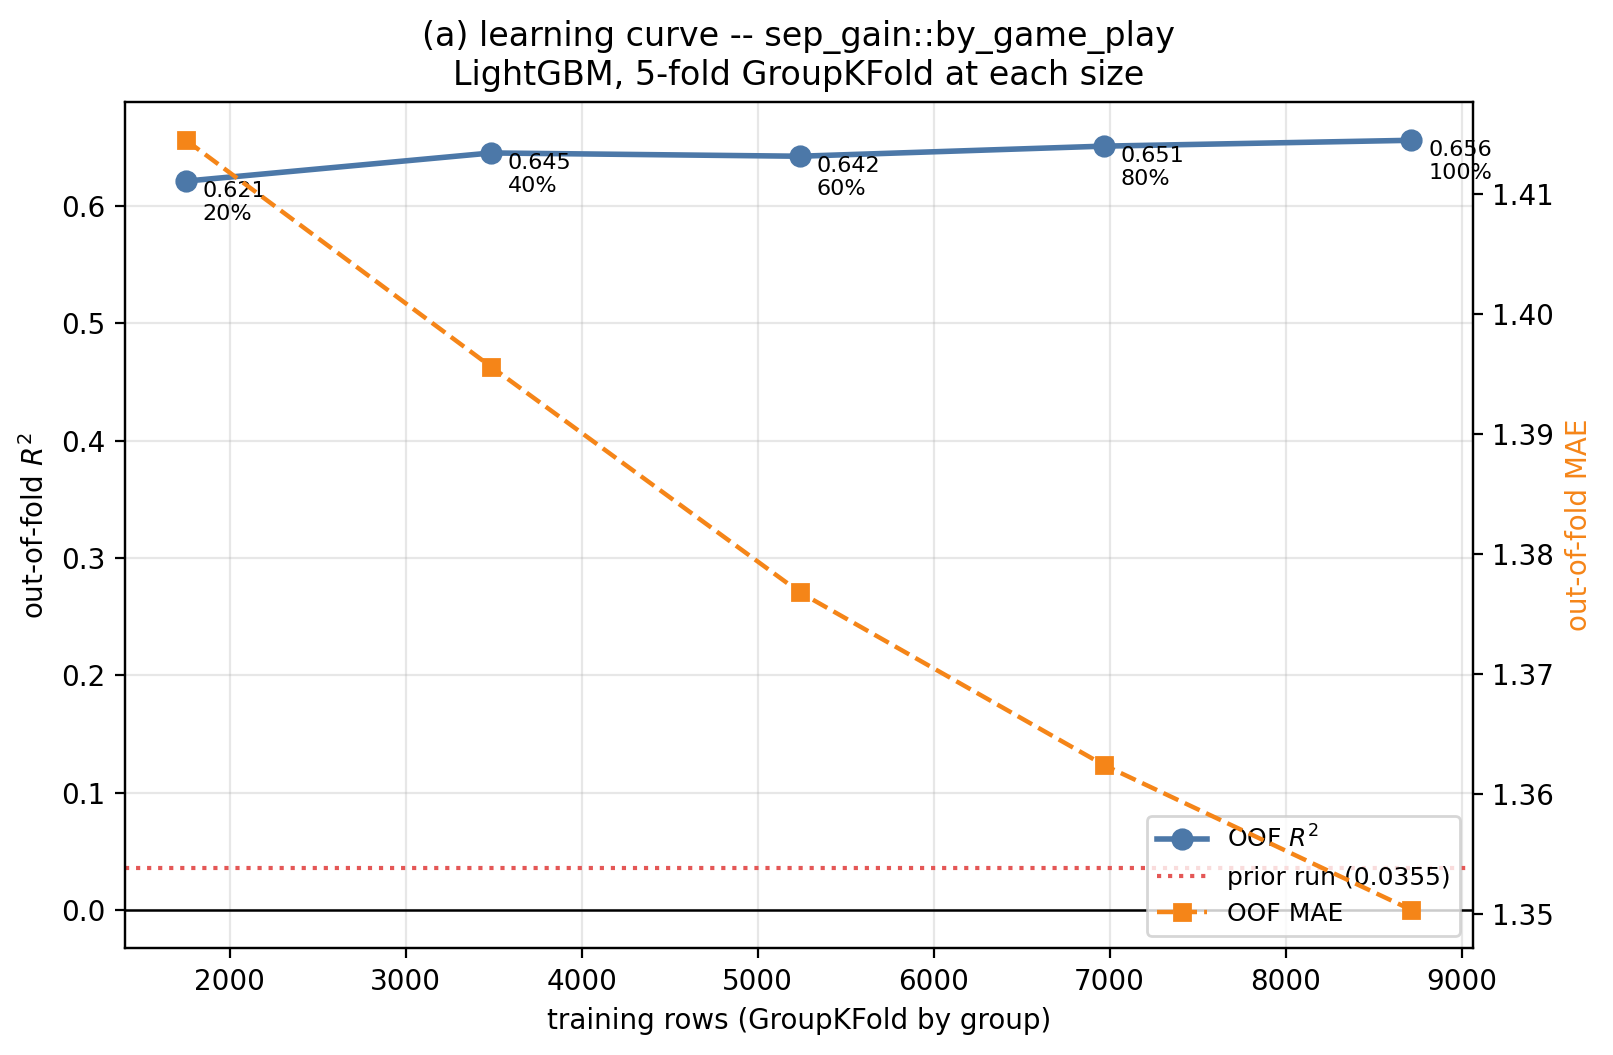 (a) learning curve -- sep_gain::by_game_play
LightGBM, 5-fold GroupKFold at each size
out-of-fold R²
0.6
0.5
0.4
0.3
0.2
0.1
0.0
0.621
20%
0.645
40%
0.642
60%
0.651
80%
0.656
100%
1.41
1.40
1.39
1.38
1.37
1.36
1.35
out-of-fold MAE
OOF R²
prior run (0.0355)
OOF MAE
2000 3000 4000 5000 6000 7000 8000 9000
training rows (GroupKFold by group)